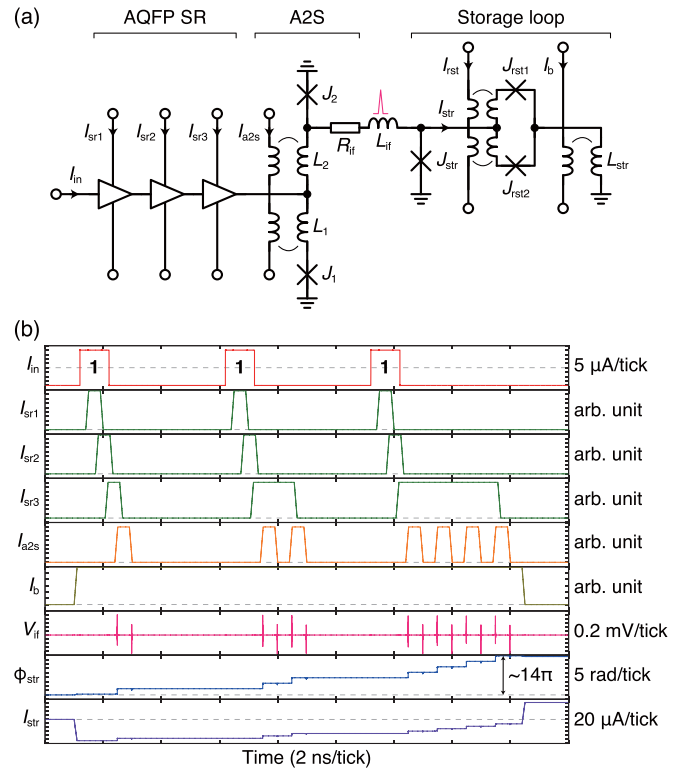 (a)
AQFP SR
A2S
Storage loop
I_sr1
I_sr2
I_sr3
I_a2s
J_2
L_2
R_if
L_if
I_str
J_str
I_rst
J_rst1
I_b
J_rst2
L_str
I_in
L_1
J_1
(b)
I_in
1
1
1
5 μA/tick
I_sr1
arb. unit
I_sr2
arb. unit
I_sr3
arb. unit
I_a2s
arb. unit
I_b
arb. unit
V_if
0.2 mV/tick
ϕ_str
~14π
5 rad/tick
I_str
20 μA/tick
Time (2 ns/tick)